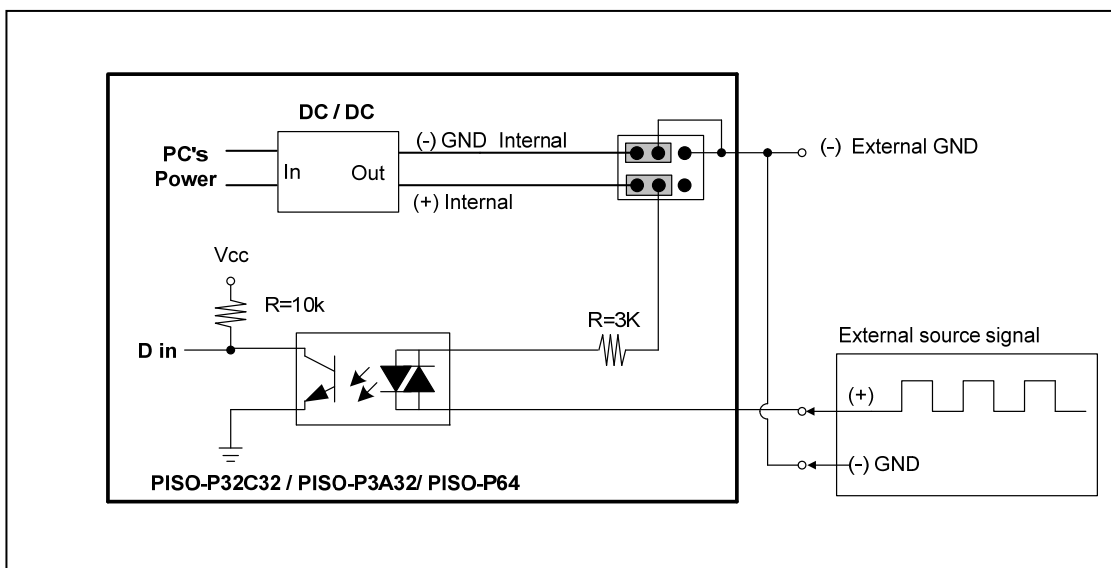 DC / DC
(-) GND Internal
PC's
Power
In
Out
(+) Internal
(-) External GND
Vcc
R=10k
D in
R=3K
External source signal
(+)
(-) GND
PISO-P32C32 / PISO-P3A32/ PISO-P64